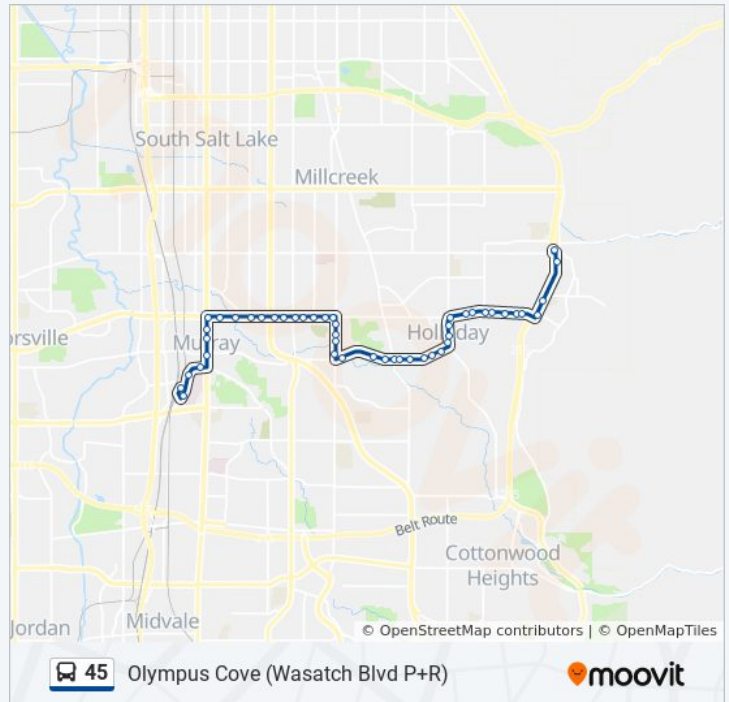 South Salt Lake
Millcreek
orsville
Murray
Holladay
Belt Route
Cottonwood
Heights
Jordan
Midvale
© OpenStreetMap contributors | © OpenMapTiles
45 Olympus Cove (Wasatch Blvd P+R)
moovit